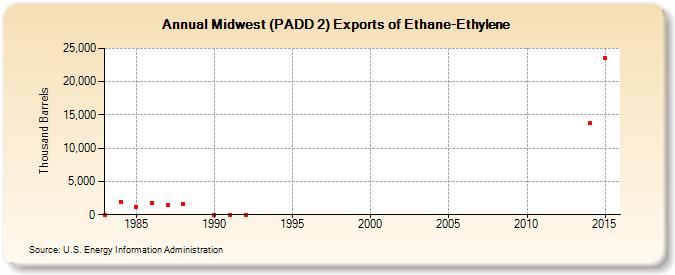 Annual Midwest (PADD 2) Exports of Ethane-Ethylene
Thousand Barrels
25,000
20,000
15,000
10,000
5,000
0
1985 1990 1995 2000 2005 2010 2015
Source: U.S. Energy Information Administration